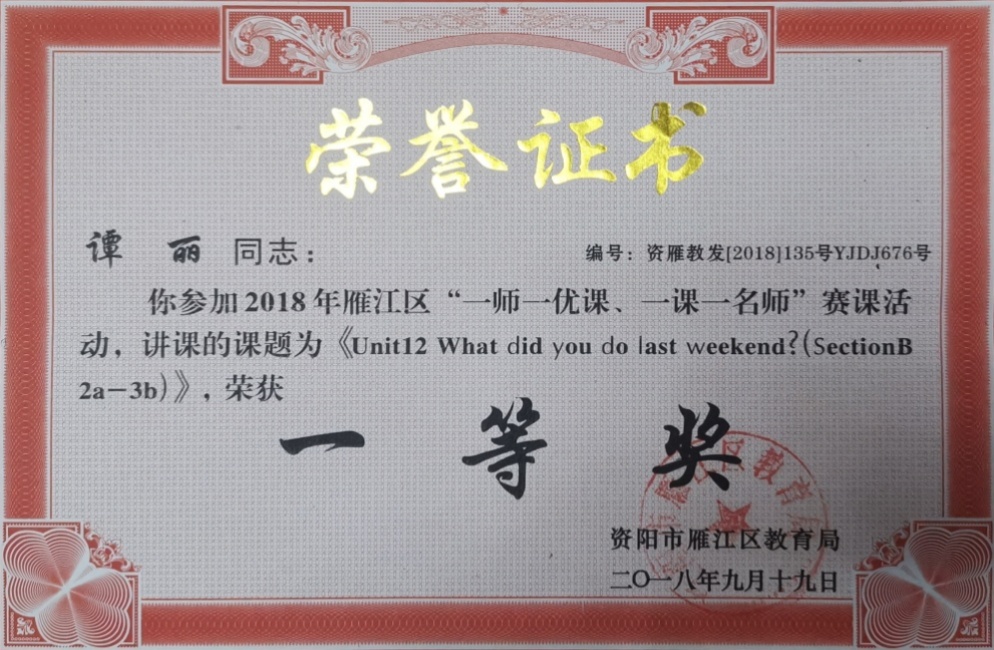 荣誉证书
谭 丽 同志：
编号：资雁教发[2018]135号YJDJ676号
你参加2018年雁江区“一师一优课、一课一名师”赛课活
动，讲课的课题为《Unit12 What did you do last weekend?(SectionB
2a－3b)》，荣获
一等奖
资阳市雁江区教育局
二〇一八年九月十九日